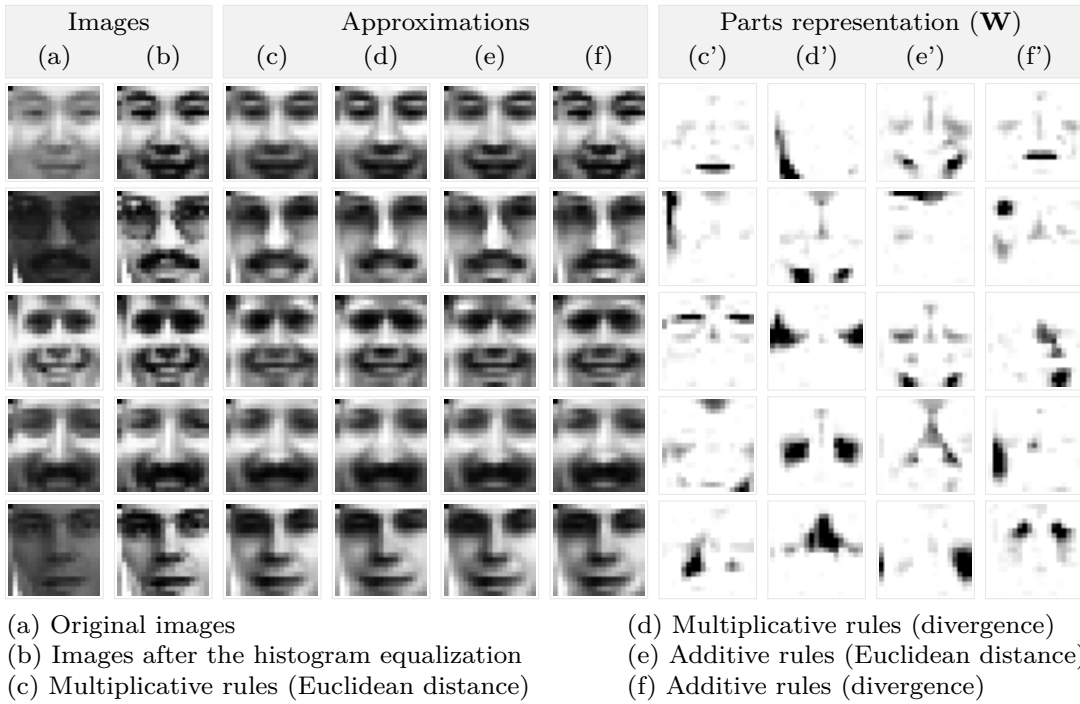 Images Approximations Parts representation (W)
(a) (b) (c) (d) (e) (f) (c’) (d’) (e’) (f’)
(a) Original images
(b) Images after the histogram equalization
(c) Multiplicative rules (Euclidean distance)
(d) Multiplicative rules (divergence)
(e) Additive rules (Euclidean distance)
(f) Additive rules (divergence)